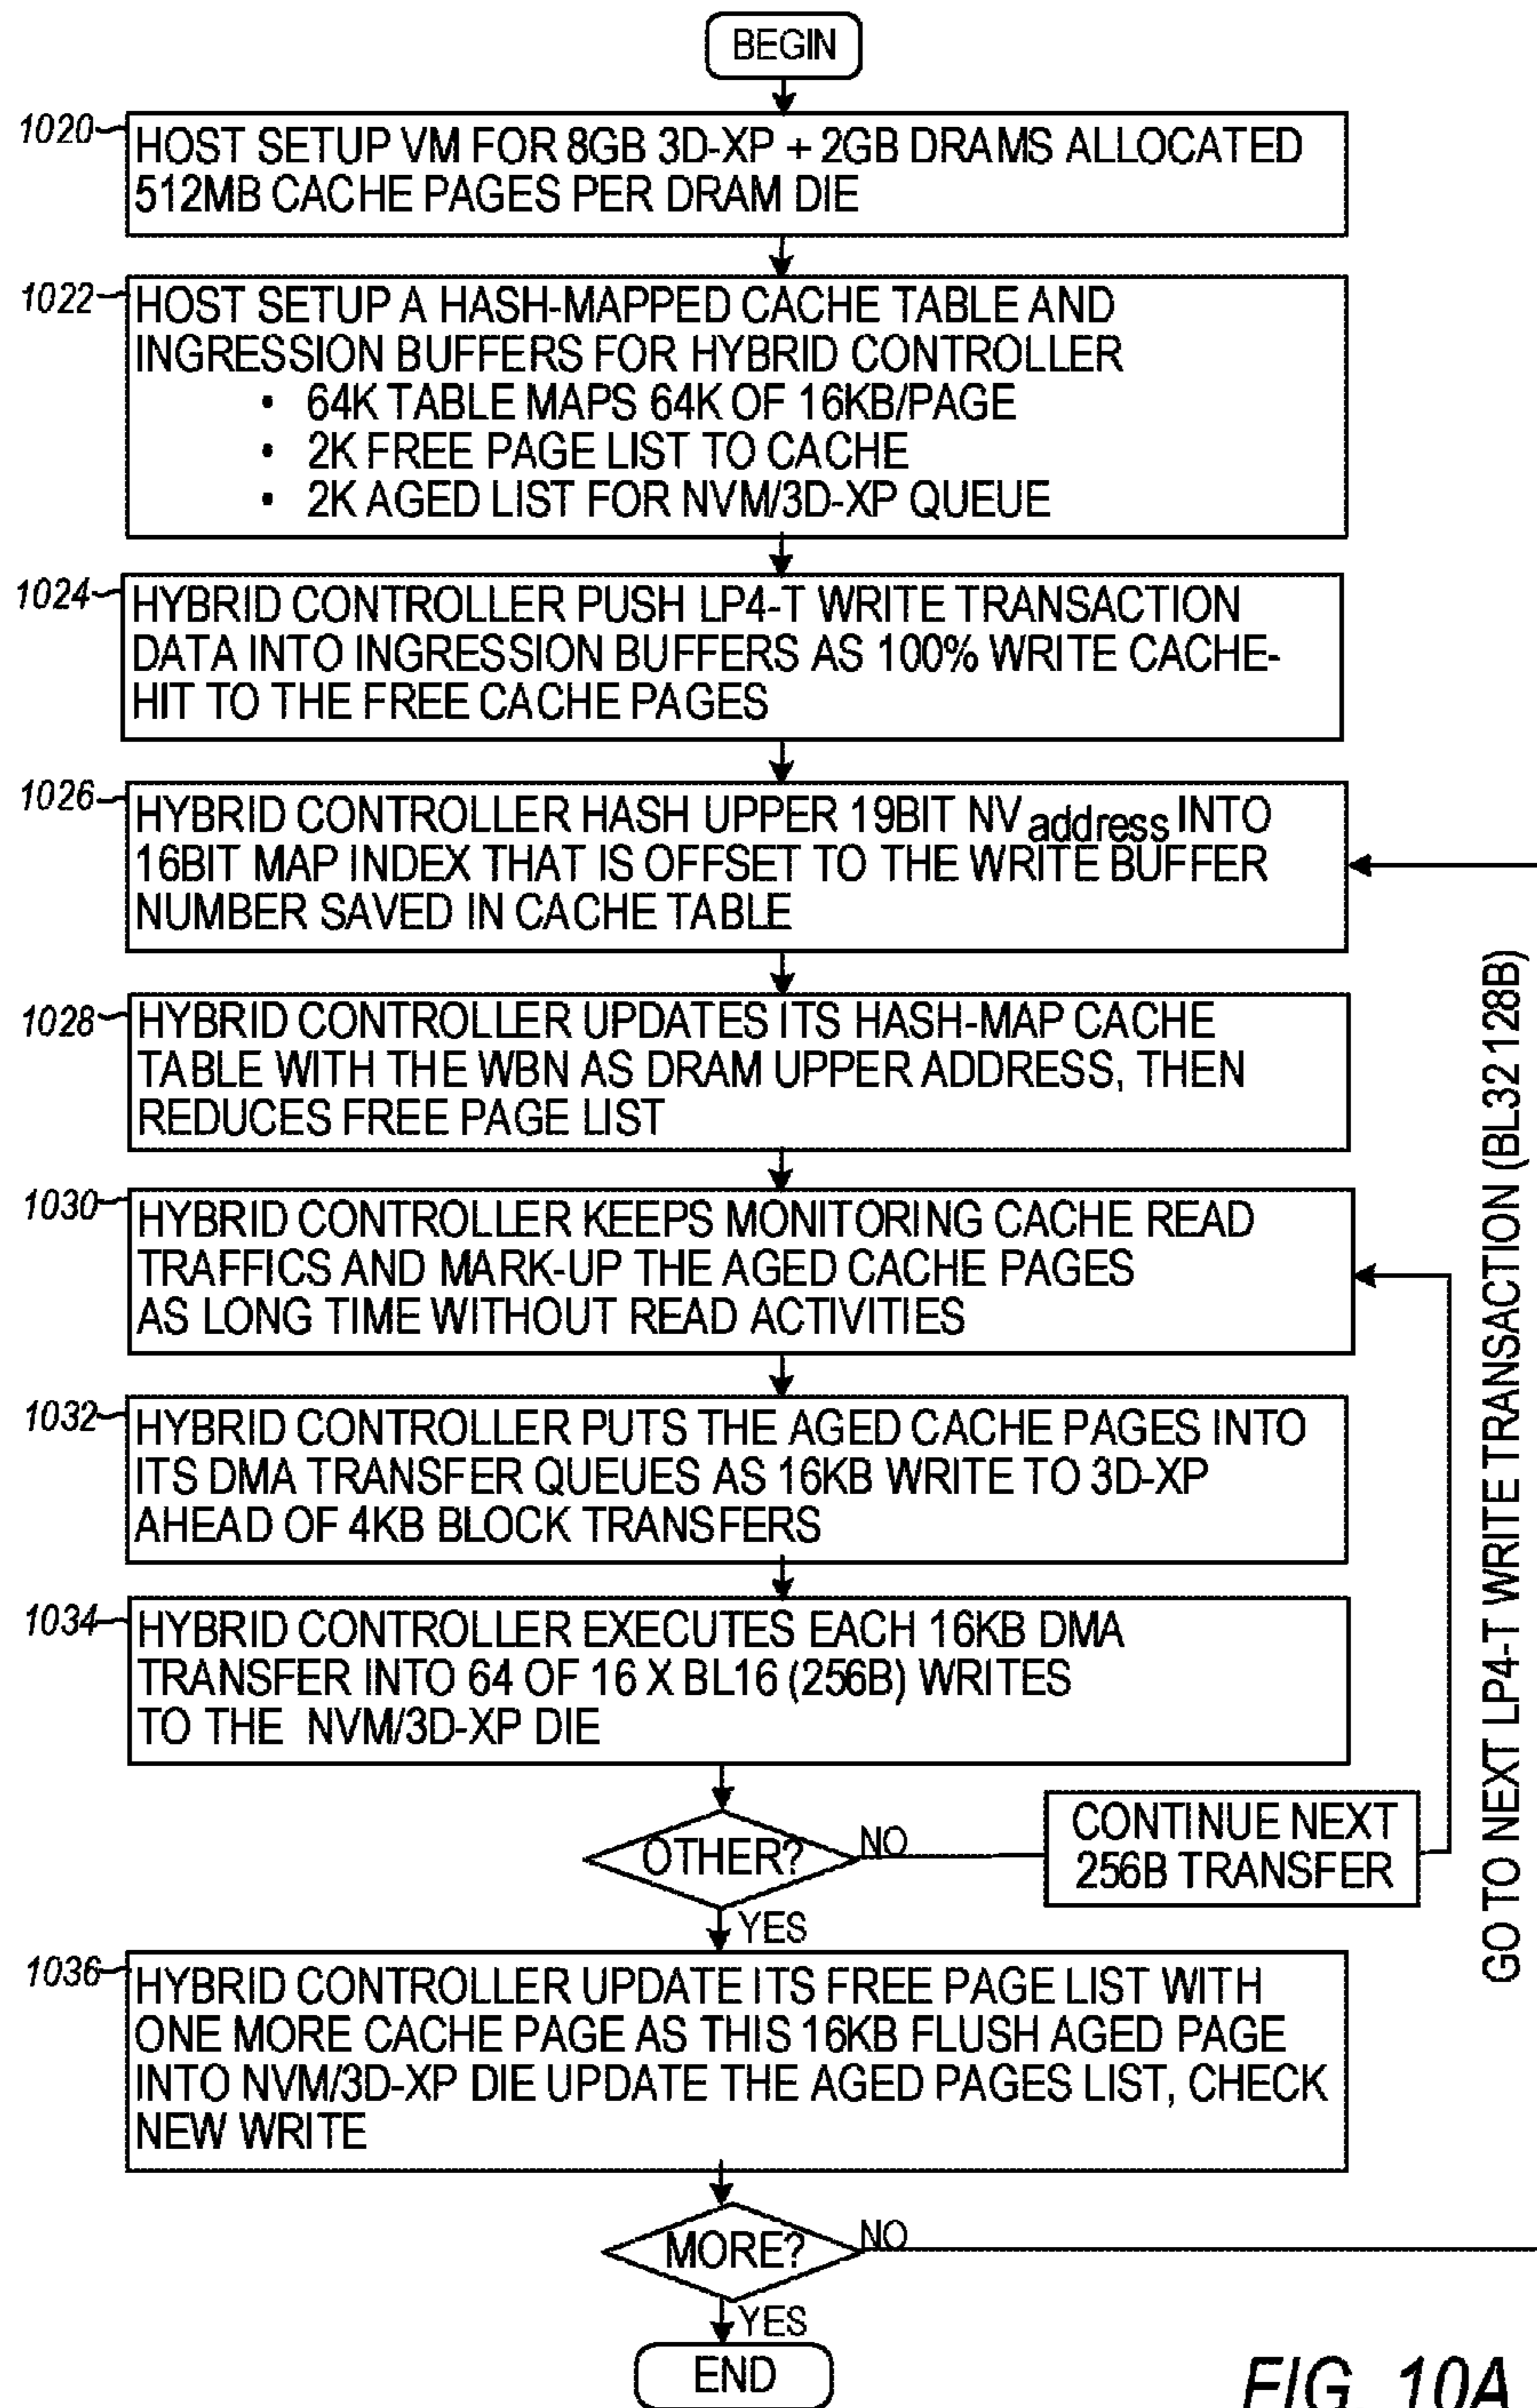 BEGIN
1020
HOST SETUP VM FOR 8GB 3D-XP + 2GB DRAMS ALLOCATED
512MB CACHE PAGES PER DRAM DIE
1022
HOST SETUP A HASH-MAPPED CACHE TABLE AND
INGRESSION BUFFERS FOR HYBRID CONTROLLER
• 64K TABLE MAPS 64K OF 16KB/PAGE
• 2K FREE PAGE LIST TO CACHE
• 2K AGED LIST FOR NVM/3D-XP QUEUE
1024
HYBRID CONTROLLER PUSH LP4-T WRITE TRANSACTION
DATA INTO INGRESSION BUFFERS AS 100% WRITE CACHE-
HIT TO THE FREE CACHE PAGES
1026
HYBRID CONTROLLER HASH UPPER 19BIT NVaddress INTO
16BIT MAP INDEX THAT IS OFFSET TO THE WRITE BUFFER
NUMBER SAVED IN CACHE TABLE
1028
HYBRID CONTROLLER UPDATES ITS HASH-MAP CACHE
TABLE WITH THE WBN AS DRAM UPPER ADDRESS, THEN
REDUCES FREE PAGE LIST
1030
HYBRID CONTROLLER KEEPS MONITORING CACHE READ
TRAFFICS AND MARK-UP THE AGED CACHE PAGES
AS LONG TIME WITHOUT READ ACTIVITIES
1032
HYBRID CONTROLLER PUTS THE AGED CACHE PAGES INTO
ITS DMA TRANSFER QUEUES AS 16KB WRITE TO 3D-XP
AHEAD OF 4KB BLOCK TRANSFERS
1034
HYBRID CONTROLLER EXECUTES EACH 16KB DMA
TRANSFER INTO 64 OF 16 X BL16 (256B) WRITES
TO THE NVM/3D-XP DIE
OTHER?
NO
CONTINUE NEXT
256B TRANSFER
YES
GO TO NEXT LP4-T WRITE TRANSACTION (BL32 128B)
1036
HYBRID CONTROLLER UPDATE ITS FREE PAGE LIST WITH
ONE MORE CACHE PAGE AS THIS 16KB FLUSH AGED PAGE
INTO NVM/3D-XP DIE UPDATE THE AGED PAGES LIST, CHECK
NEW WRITE
MORE?
NO
YES
END
FIG. 10A